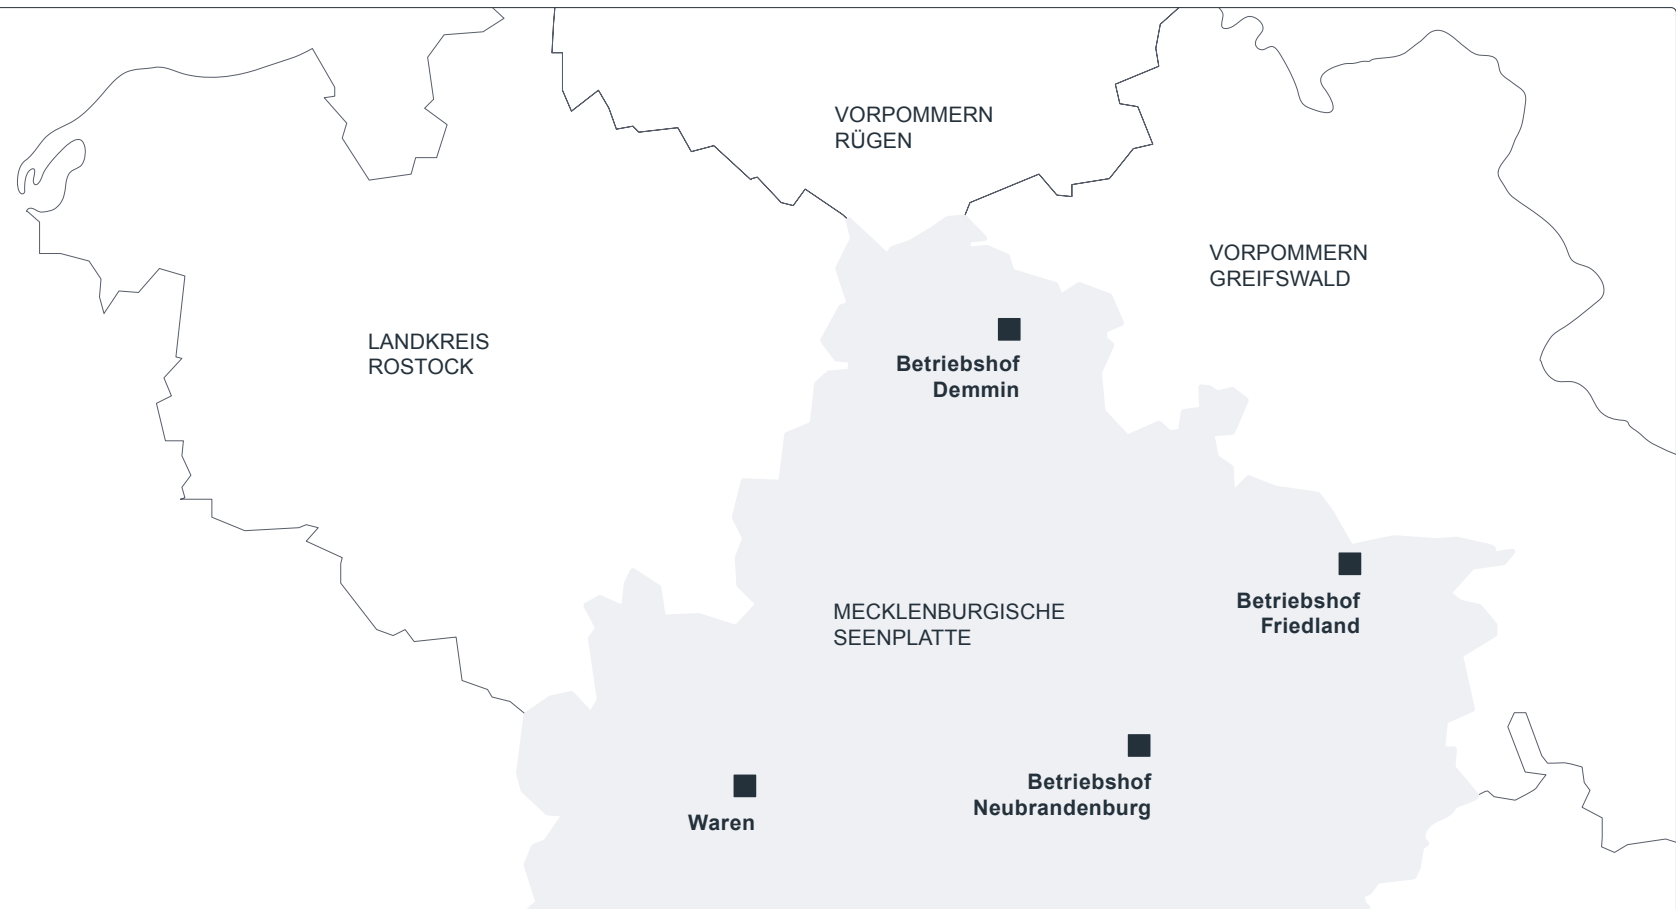 VORPOMMERN
RÜGEN
VORPOMMERN
GREIFSWALD
LANDKREIS
ROSTOCK
Betriebshof
Demmin
MECKLENBURGISCHE
SEENPLATTE
Betriebshof
Friedland
Betriebshof
Neubrandenburg
Waren